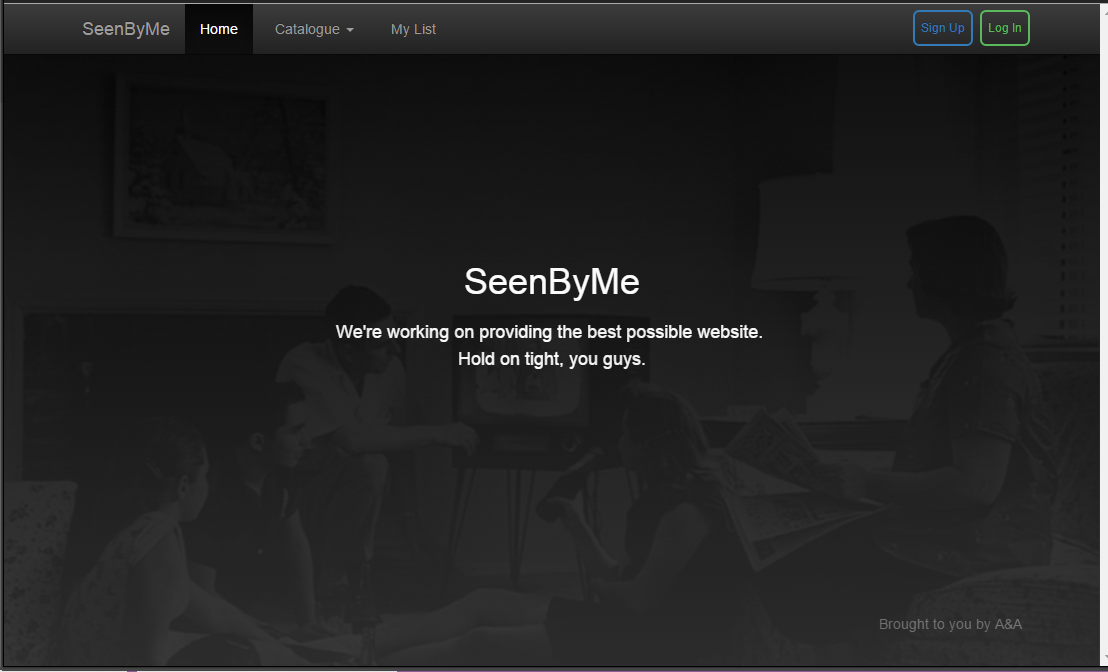 SeenByMe
Home
Catalogue
My List
Sign Up
Log In
SeenByMe
We're working on providing the best possible website.
Hold on tight, you guys.
Brought to you by A&A